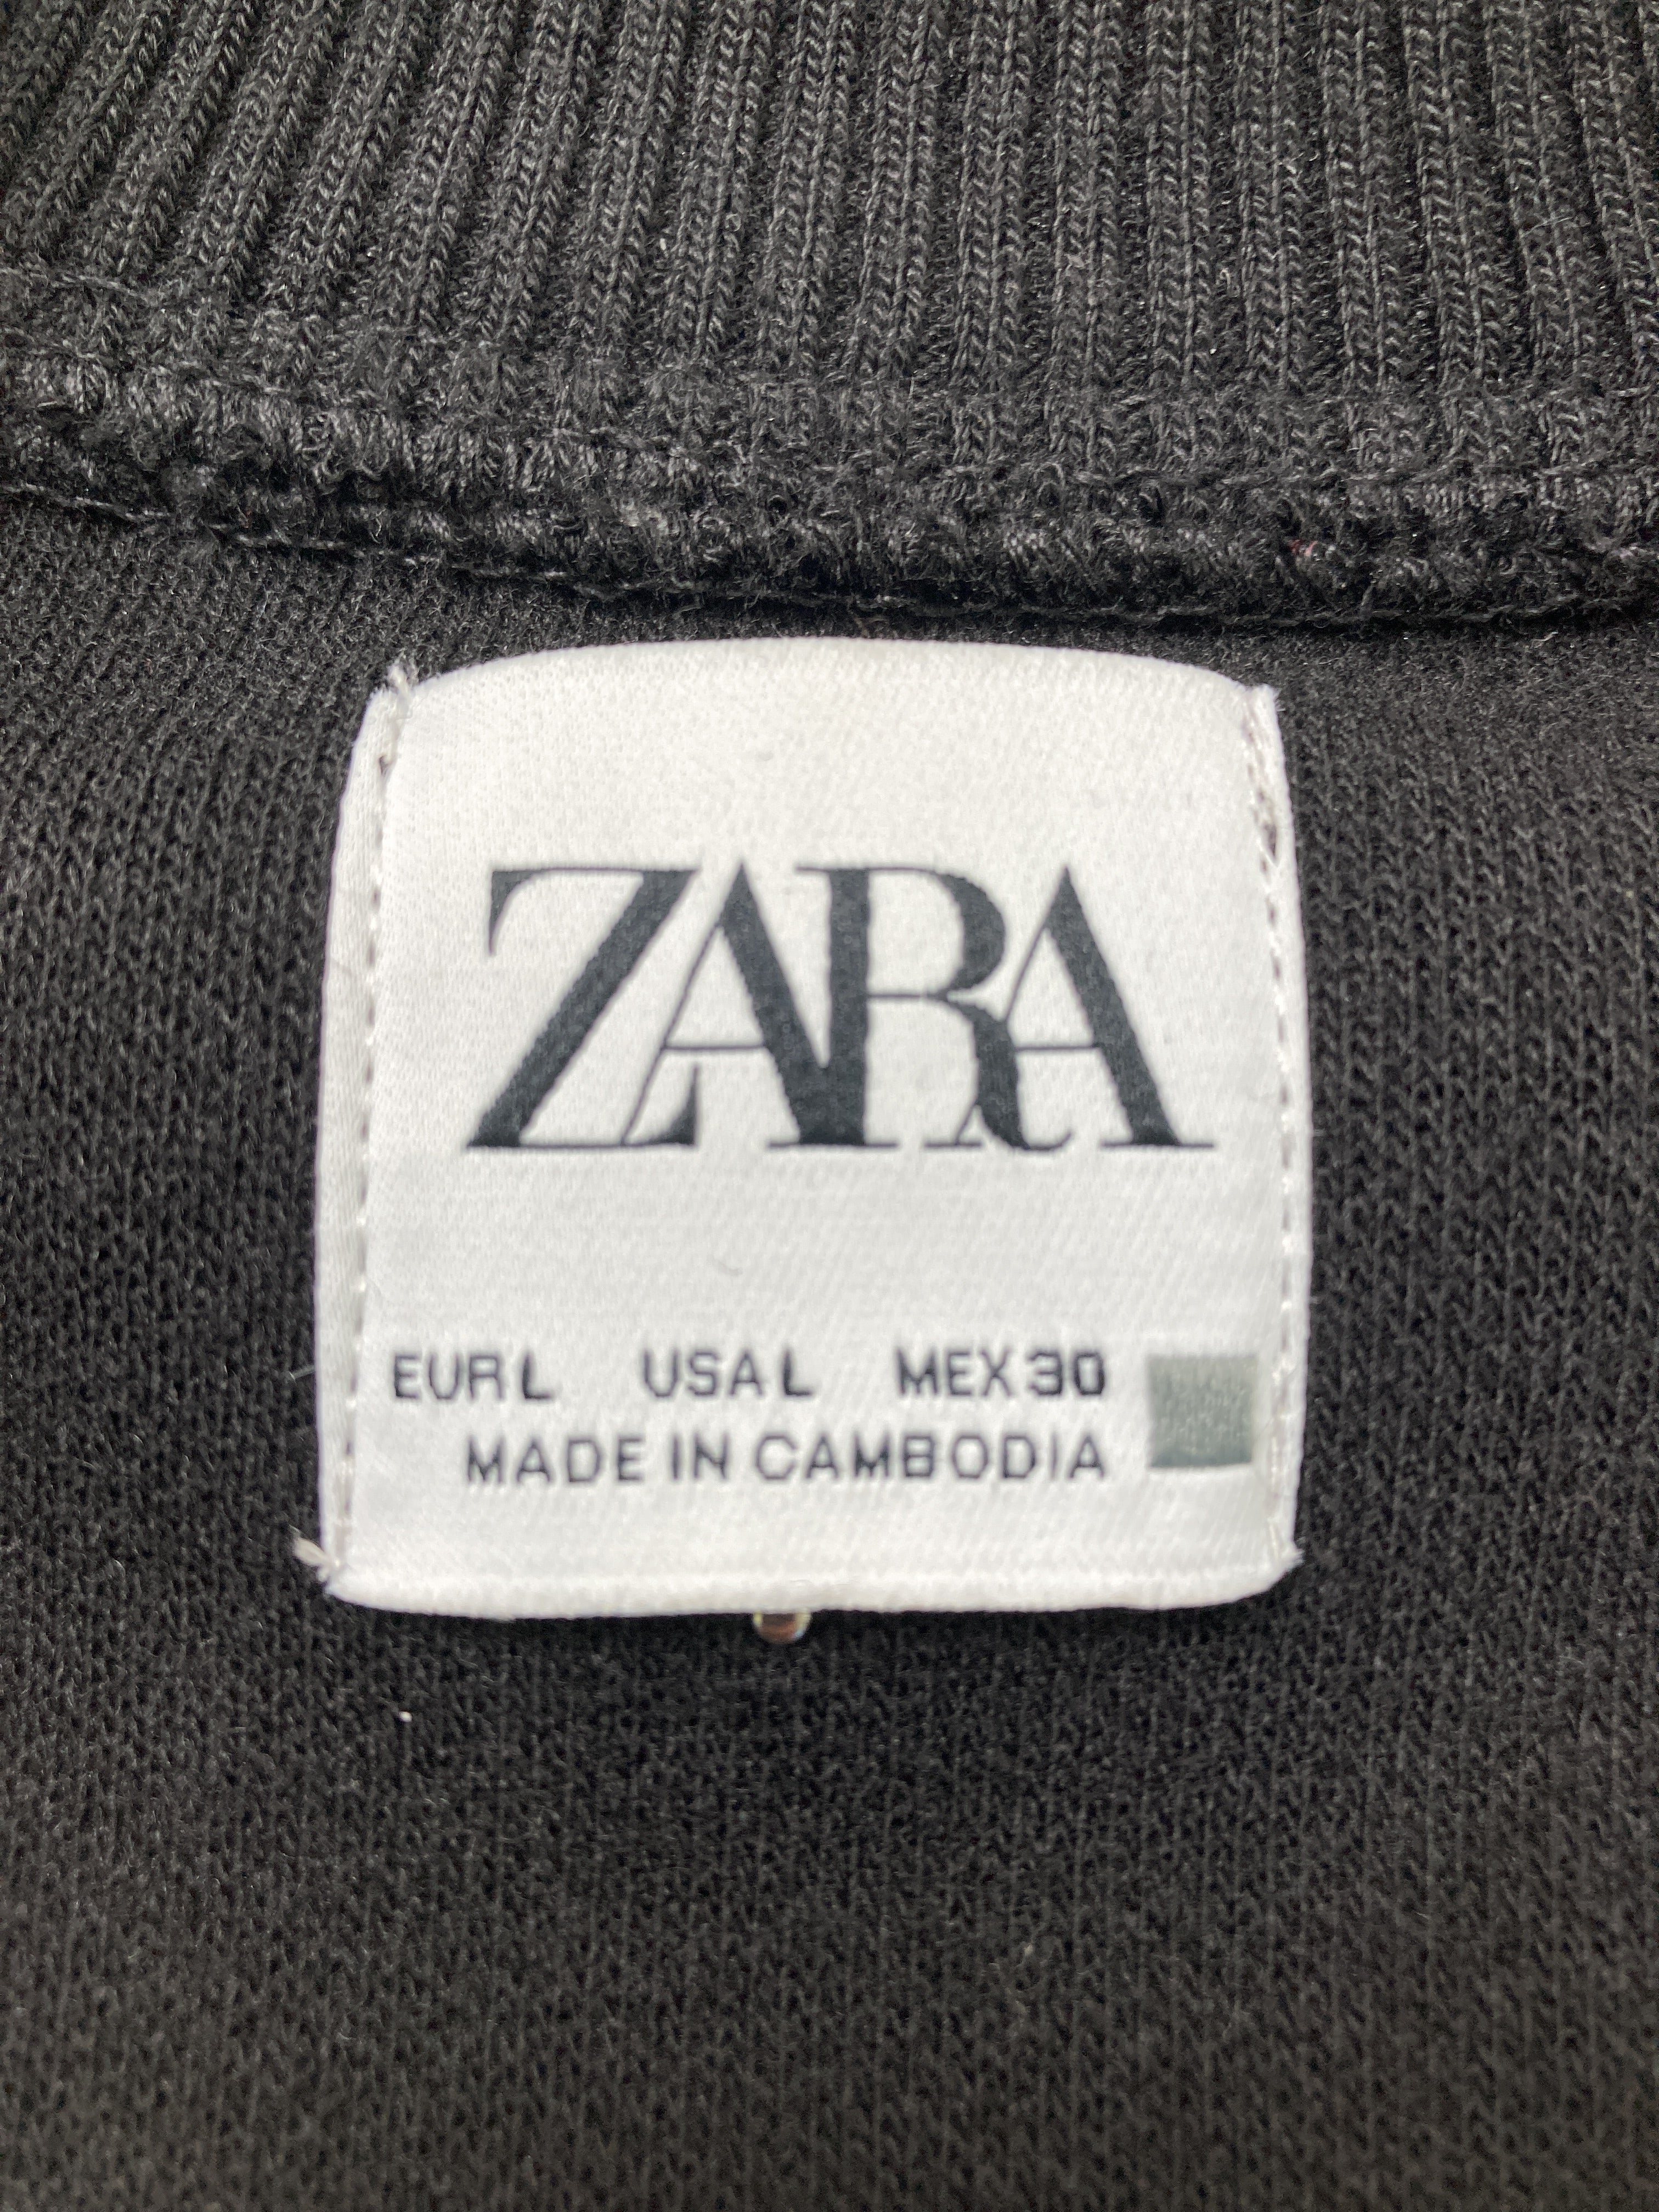 ZARA
EUR L USA L MEX 30
MADE IN CAMBODIA